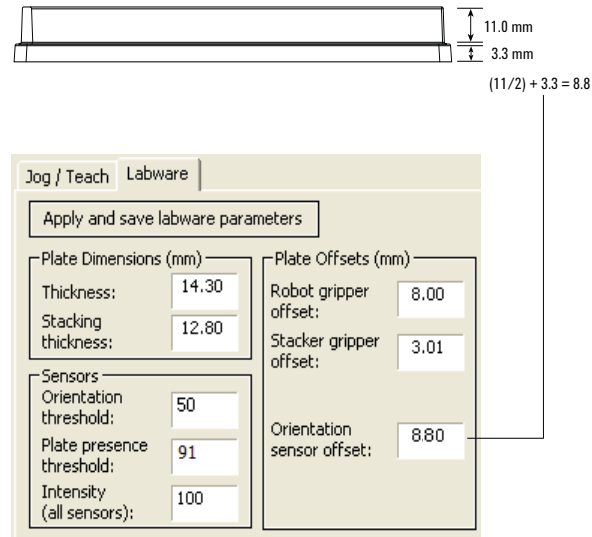 11.0 mm
3.3 mm
(11/2) + 3.3 = 8.8
Jog / Teach Labware
Apply and save labware parameters
Plate Dimensions (mm)
Thickness: 14.30
Stacking
thickness: 12.80
Sensors
Orientation
threshold: 50
Plate presence
threshold: 91
Intensity
(all sensors): 100
Plate Offsets (mm)
Robot gripper
offset: 8.00
Stacker gripper
offset: 3.01
Orientation
sensor offset: 8.80